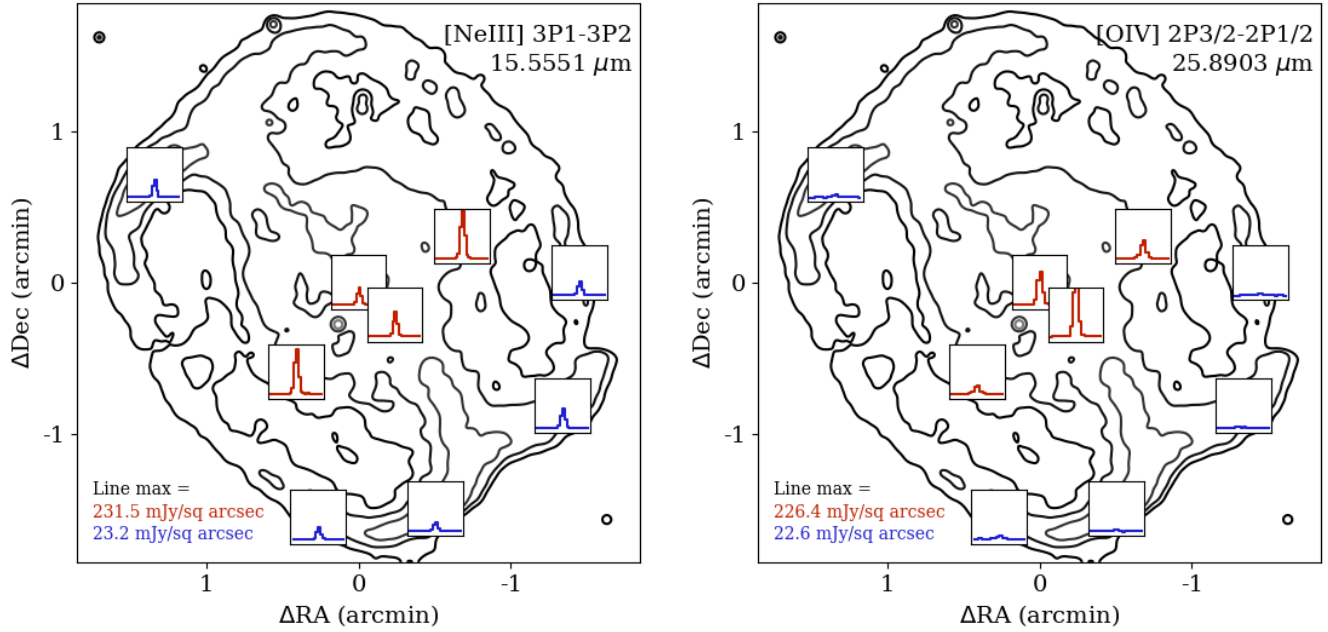 [NeIII] 3P1-3P2
15.5551 μm
1
0
-1
ΔDec (arcmin)
Line max =
231.5 mJy/sq arcsec
23.2 mJy/sq arcsec
1
0
-1
ΔRA (arcmin)
[OIV] 2P3/2-2P1/2
25.8903 μm
1
0
-1
ΔDec (arcmin)
Line max =
226.4 mJy/sq arcsec
22.6 mJy/sq arcsec
1
0
-1
ΔRA (arcmin)